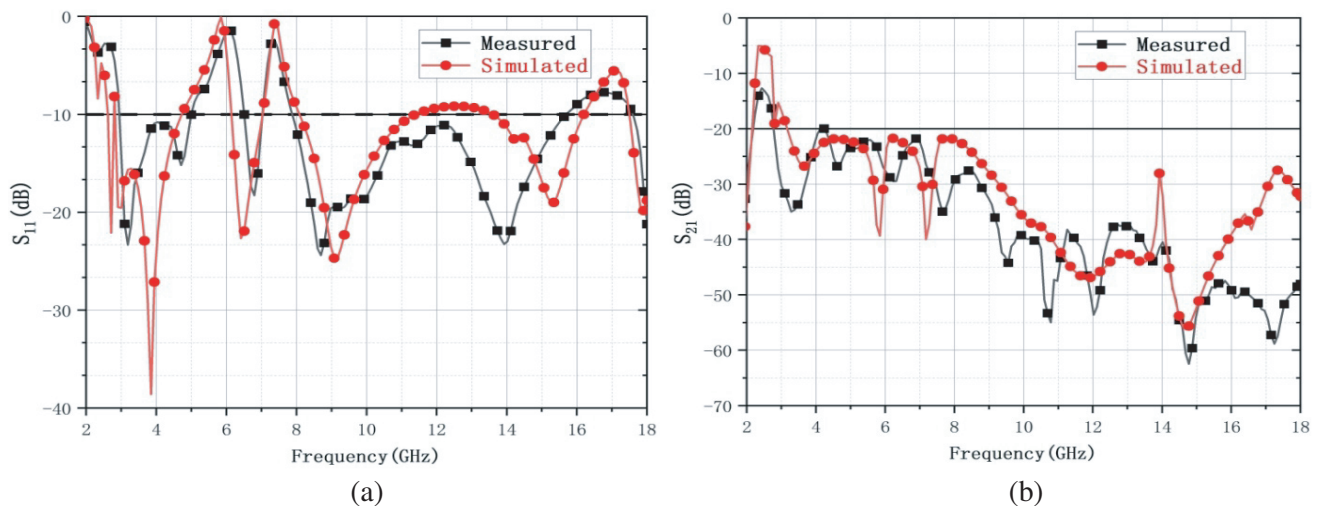 0
-10
-20
-30
-40
S11(dB)
Measured
Simulated
2 4 6 8 10 12 14 16 18
Frequency(GHz)
(a)
0
-10
-20
-30
-40
-50
-60
-70
S21(dB)
Measured
Simulated
2 4 6 8 10 12 14 16 18
Frequency(GHz)
(b)